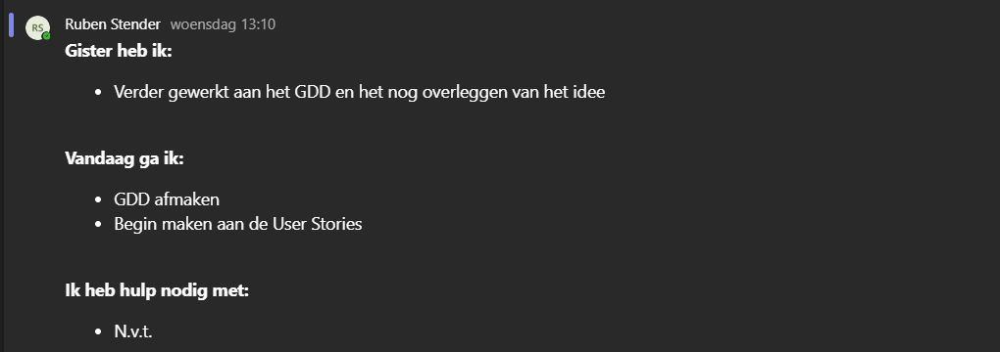 RS Ruben Stender woensdag 13:10
Gister heb ik:
• Verder gewerkt aan het GDD en het nog overleggen van het idee
Vandaag ga ik:
• GDD afmaken
• Begin maken aan de User Stories
Ik heb hulp nodig met:
• N.v.t.